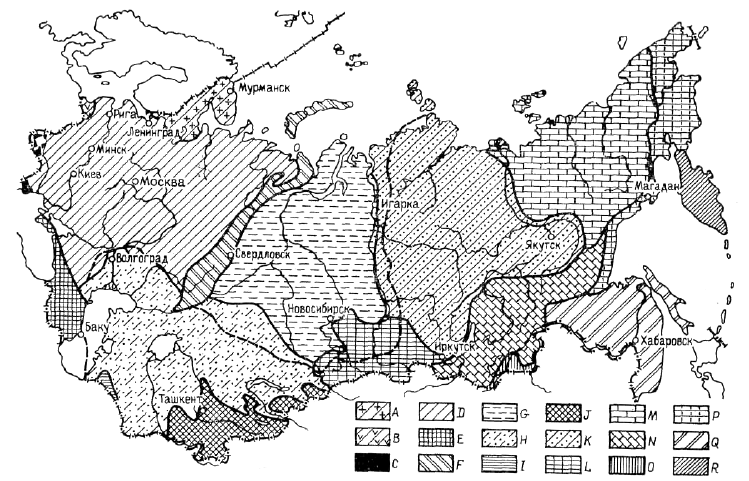 Мурманск
Рига
Ленинград
Минск
Киев
Москва
Игарка
Магадан
Якутск
Свердловск
Волгоград
Новосибирск
Баку
Иркутск
Хабаровск
Ташкент
A D G J M P
B E H K N Q
C F I L O R